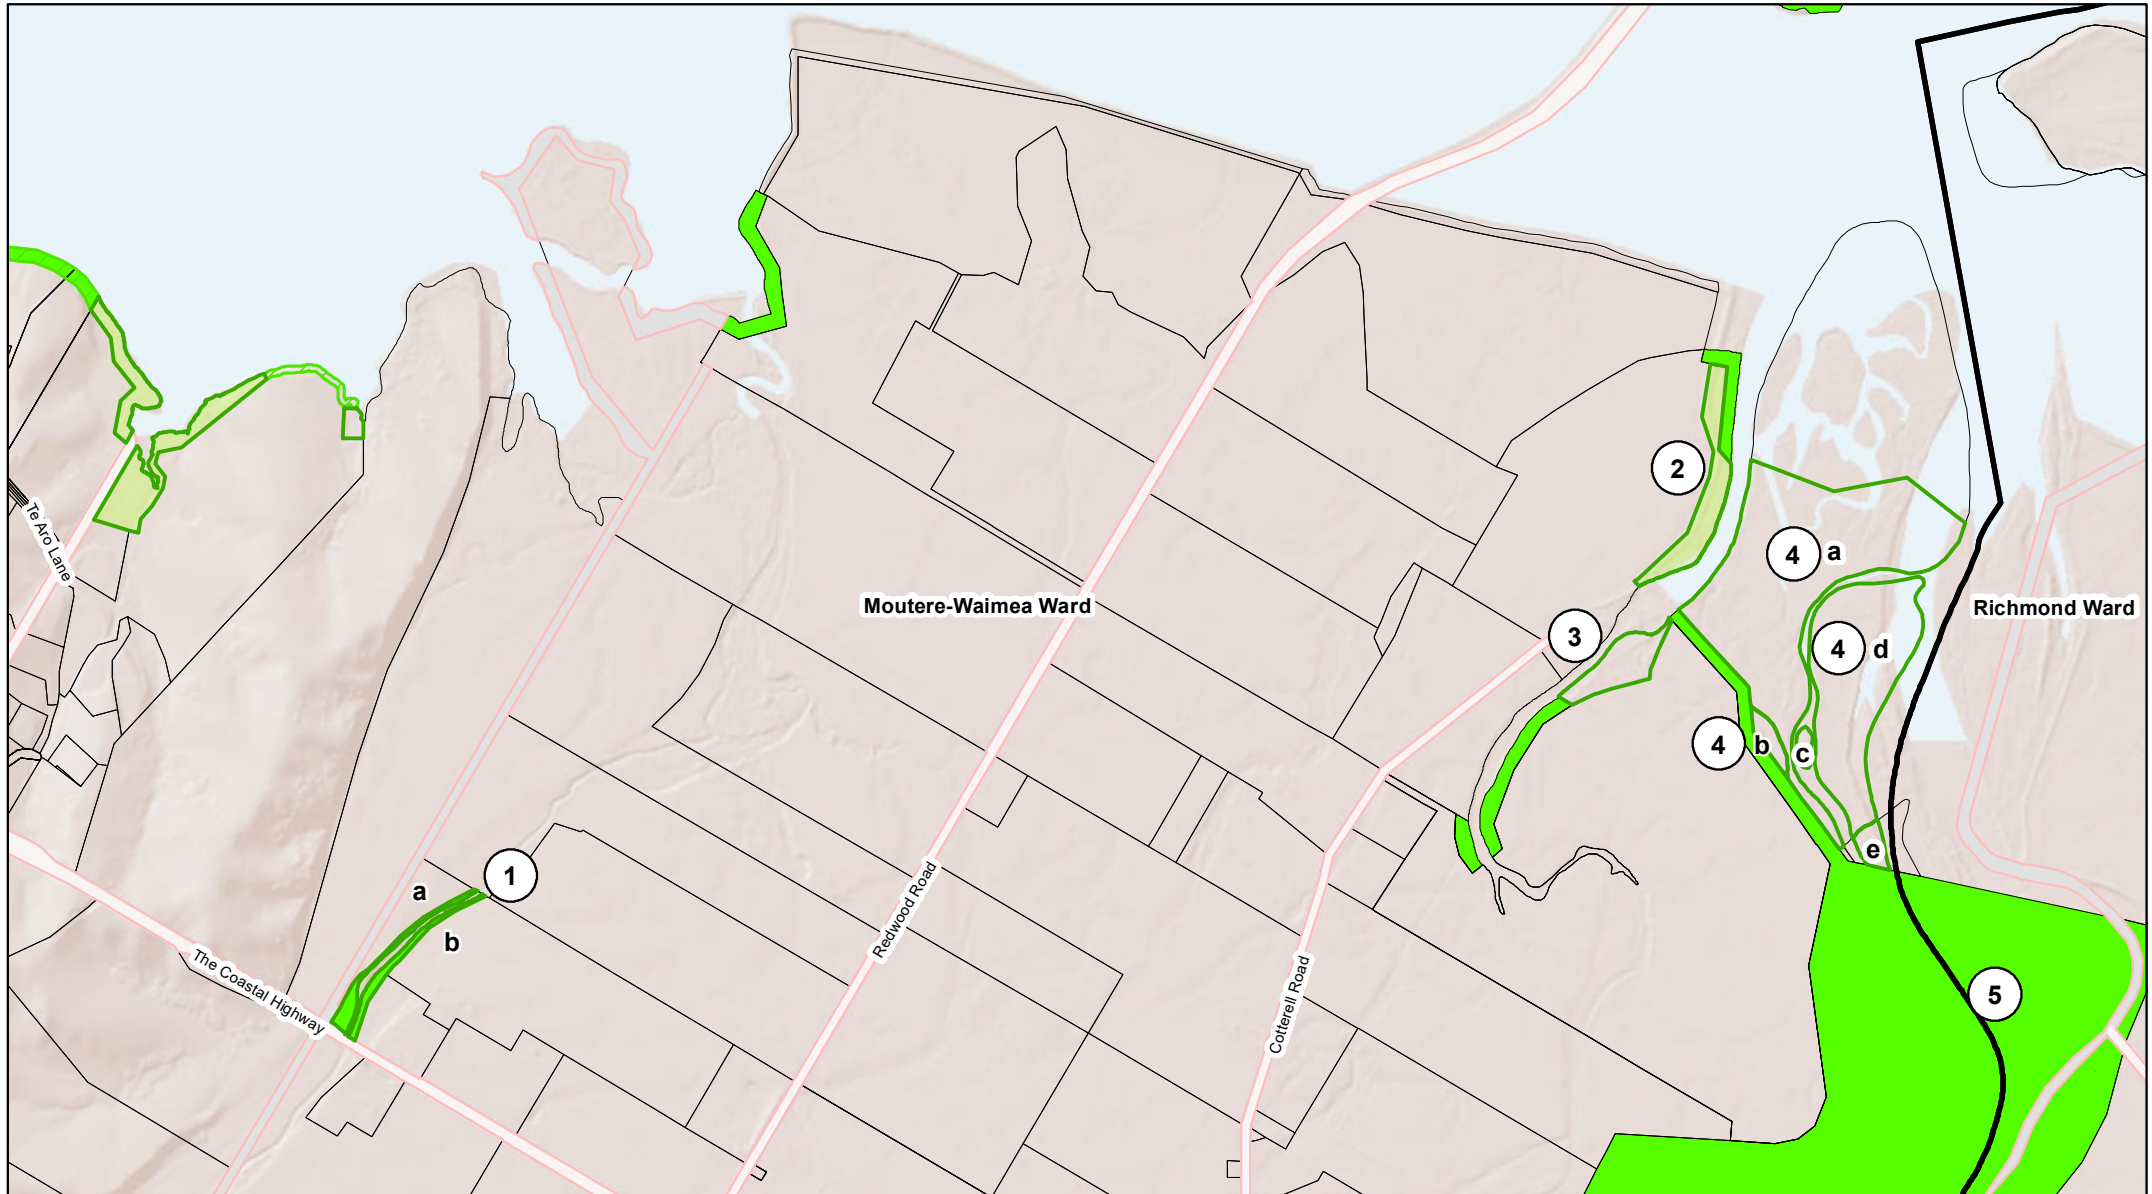 2
4 a
Te Aro Lane
Moutere-Waimea Ward
Richmond Ward
3
4 d
4 b
c
e
1
a
b
Redwood Road
The Coastal Highway
Cotterell Road
5